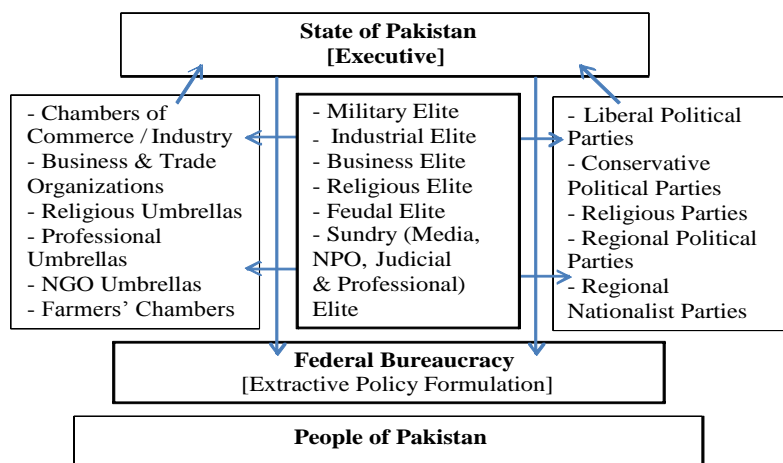 State of Pakistan
[Executive]
- Chambers of
Commerce / Industry
- Business & Trade
Organizations
- Religious Umbrellas
- Professional
Umbrellas
- NGO Umbrellas
- Farmers' Chambers
- Military Elite
- Industrial Elite
- Business Elite
- Religious Elite
- Feudal Elite
- Sundry (Media,
NPO, Judicial
& Professional)
Elite
- Liberal Political
Parties
- Conservative
Political Parties
- Religious Parties
- Regional Political
Parties
- Regional
Nationalist Parties
Federal Bureaucracy
[Extractive Policy Formulation]
People of Pakistan